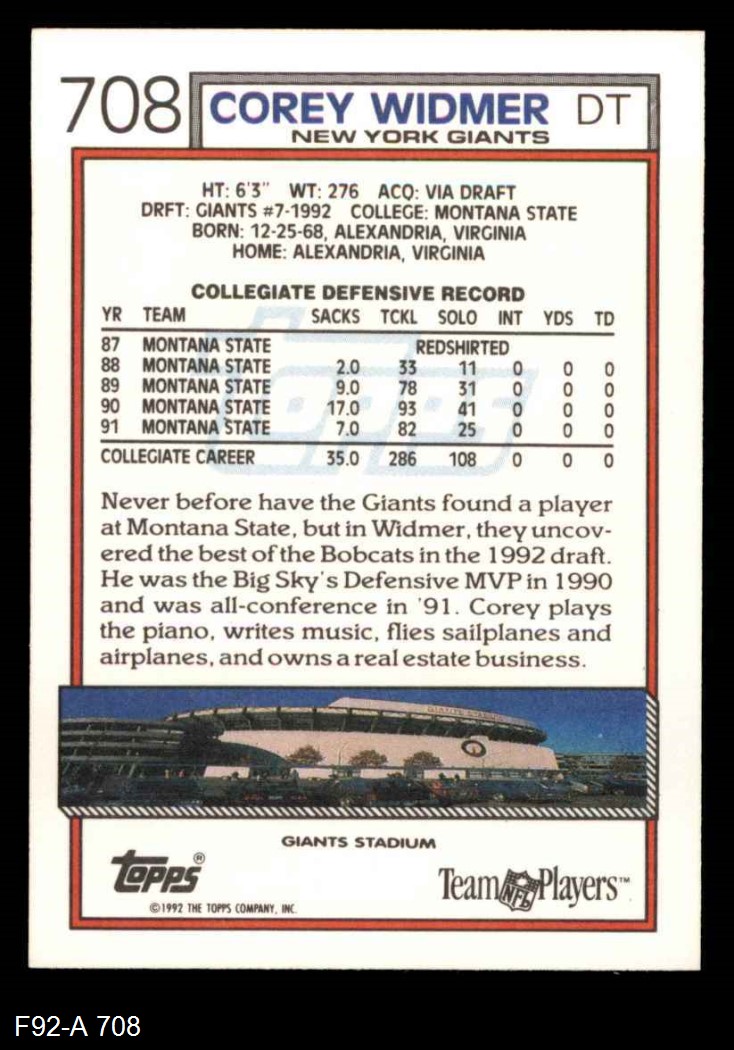 708 COREY WIDMER DT
NEW YORK GIANTS
HT: 6'3" WT: 276 ACQ: VIA DRAFT
DRFT: GIANTS #7-1992 COLLEGE: MONTANA STATE
BORN: 12-25-68, ALEXANDRIA, VIRGINIA
HOME: ALEXANDRIA, VIRGINIA
COLLEGIATE DEFENSIVE RECORD
YR TEAM SACKS TCKL SOLO INT YDS TD
87 MONTANA STATE REDSHIRTED
88 MONTANA STATE 2.0 33 11 0 0 0
89 MONTANA STATE 9.0 78 31 0 0 0
90 MONTANA STATE 17.0 93 41 0 0 0
91 MONTANA STATE 7.0 82 25 0 0 0
COLLEGIATE CAREER 35.0 286 108 0 0 0
Never before have the Giants found a player
at Montana State, but in Widmer, they uncov-
ered the best of the Bobcats in the 1992 draft.
He was the Big Sky's Defensive MVP in 1990
and was all-conference in '91. Corey plays
the piano, writes music, flies sailplanes and
airplanes, and owns a real estate business.
GIANTS STADIUM
GIANTS STADIUM
Topps®
Team NFL Players™
©1992 THE TOPPS COMPANY, INC.
F92-A 708